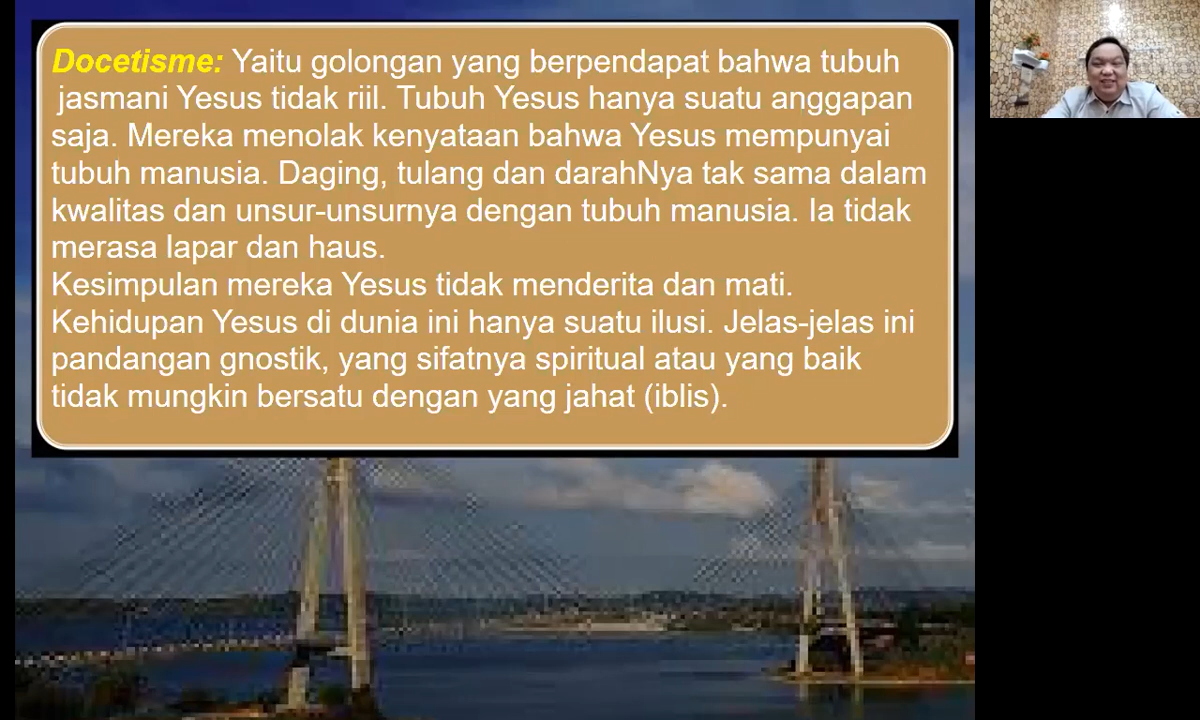 Docetisme: Yaitu golongan yang berpendapat bahwa tubuh
jasmani Yesus tidak riil. Tubuh Yesus hanya suatu anggapan
saja. Mereka menolak kenyataan bahwa Yesus mempunyai
tubuh manusia. Daging, tulang dan darahNya tak sama dalam
kwalitas dan unsur-unsurnya dengan tubuh manusia. Ia tidak
merasa lapar dan haus.
Kesimpulan mereka Yesus tidak menderita dan mati.
Kehidupan Yesus di dunia ini hanya suatu ilusi. Jelas-jelas ini
pandangan gnostik, yang sifatnya spiritual atau yang baik
tidak mungkin bersatu dengan yang jahat (iblis).